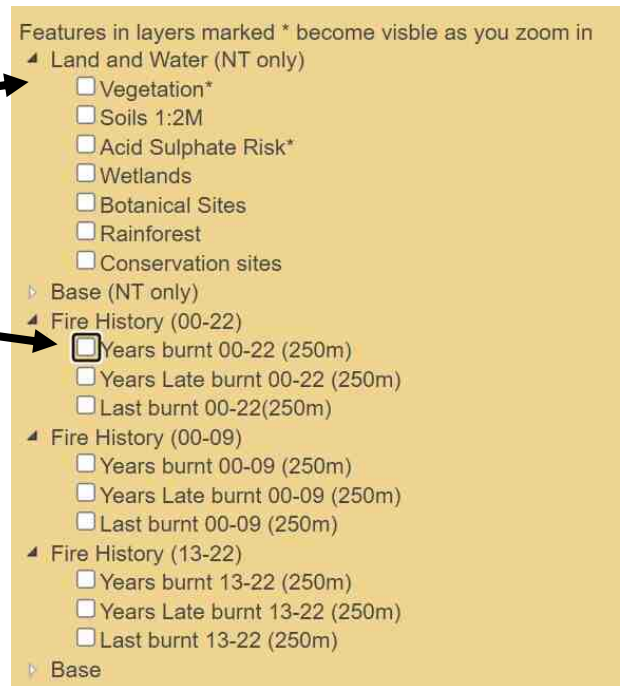 Features in layers marked * become visble as you zoom in
Land and Water (NT only)
Vegetation*
Soils 1:2M
Acid Sulphate Risk*
Wetlands
Botanical Sites
Rainforest
Conservation sites
Base (NT only)
Fire History (00-22)
Years burnt 00-22 (250m)
Years Late burnt 00-22 (250m)
Last burnt 00-22(250m)
Fire History (00-09)
Years burnt 00-09 (250m)
Years Late burnt 00-09 (250m)
Last burnt 00-09 (250m)
Fire History (13-22)
Years burnt 13-22 (250m)
Years Late burnt 13-22 (250m)
Last burnt 13-22 (250m)
Base